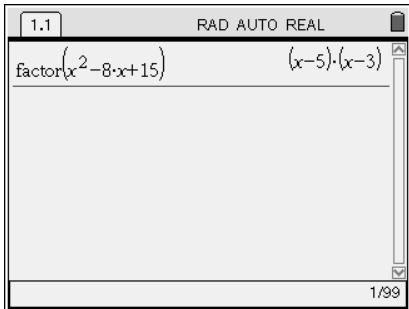 1.1 RAD AUTO REAL
factor(x²-8·x+15) (x-5)·(x-3)
1/99